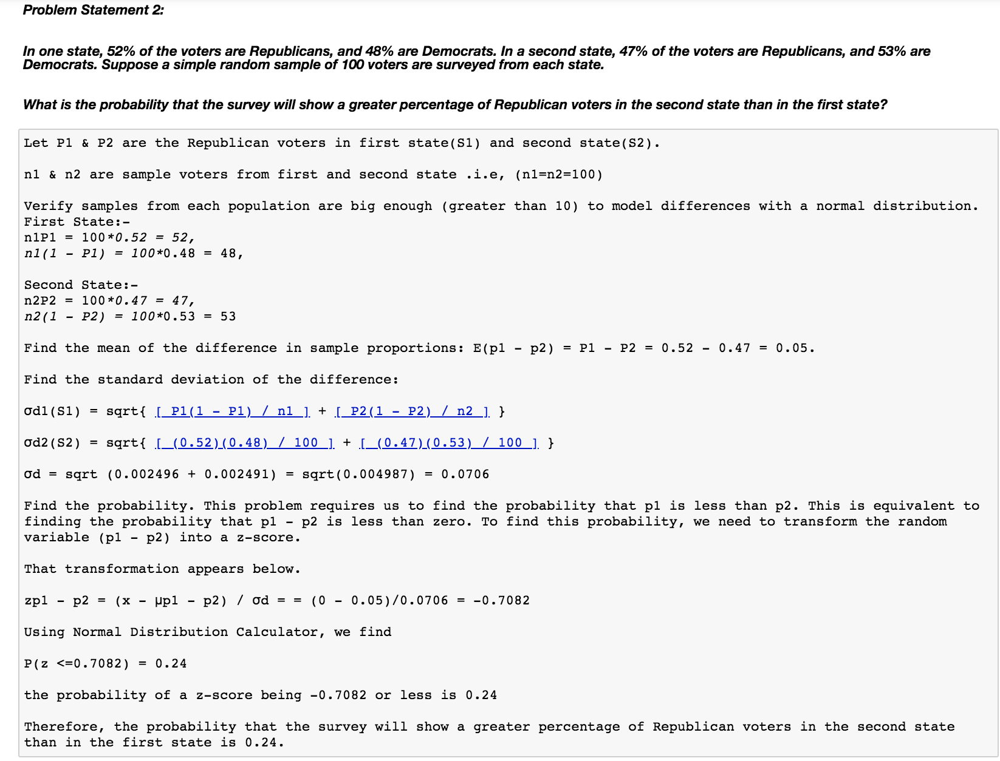 Problem Statement 2:
In one state, 52% of the voters are Republicans, and 48% are Democrats. In a second state, 47% of the voters are Republicans, and 53% are
Democrats. Suppose a simple random sample of 100 voters are surveyed from each state.
What is the probability that the survey will show a greater percentage of Republican voters in the second state than in the first state?
Let P1 & P2 are the Republican voters in first state(S1) and second state(S2).
n1 & n2 are sample voters from first and second state .i.e, (n1=n2=100)
Verify samples from each population are big enough (greater than 10) to model differences with a normal distribution.
First State:-
n1P1 = 100*0.52 = 52,
n1(1 - P1) = 100*0.48 = 48,
Second State:-
n2P2 = 100*0.47 = 47,
n2(1 - P2) = 100*0.53 = 53
Find the mean of the difference in sample proportions: E(p1 - p2) = P1 - P2 = 0.52 - 0.47 = 0.05.
Find the standard deviation of the difference:
σd1(S1) = sqrt{ [ P1(1 - P1) / n1 ] + [ P2(1 - P2) / n2 ] }
σd2(S2) = sqrt{ [ (0.52)(0.48) / 100 ] + [ (0.47)(0.53) / 100 ] }
σd = sqrt (0.002496 + 0.002491) = sqrt(0.004987) = 0.0706
Find the probability. This problem requires us to find the probability that p1 is less than p2. This is equivalent to
finding the probability that p1 - p2 is less than zero. To find this probability, we need to transform the random
variable (p1 - p2) into a z-score.
That transformation appears below.
zp1 - p2 = (x - μp1 - p2) / σd = = (0 - 0.05)/0.0706 = -0.7082
Using Normal Distribution Calculator, we find
P(z <=0.7082) = 0.24
the probability of a z-score being -0.7082 or less is 0.24
Therefore, the probability that the survey will show a greater percentage of Republican voters in the second state
than in the first state is 0.24.